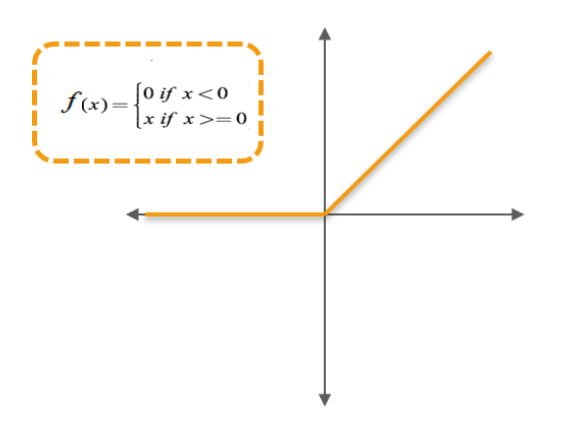 f(x)={0 if x<0
x if x>=0